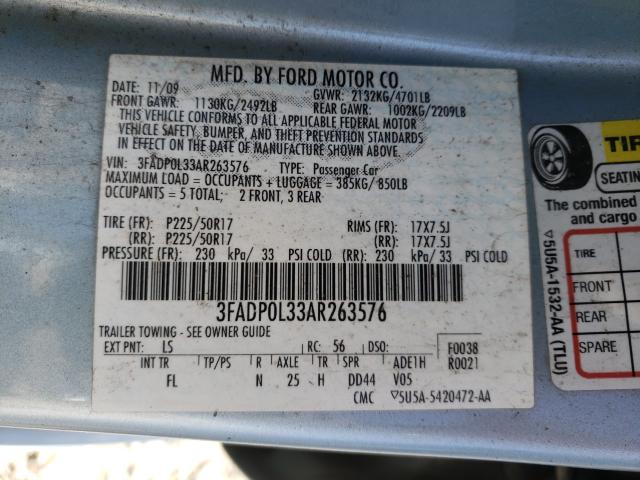 MFD. BY FORD MOTOR CO.
DATE: 11/09 GVWR: 2132KG/4701LB
FRONT GAWR: 1130KG/2492LB REAR GAWR: 1002KG/2209LB
THIS VEHICLE CONFORMS TO ALL APPLICABLE FEDERAL MOTOR
VEHICLE SAFETY, BUMPER, AND THEFT PREVENTION STANDARDS
IN EFFECT ON THE DATE OF MANUFACTURE SHOWN ABOVE.
VIN: 3FADP0L33AR263576 TYPE: Passenger Car
MAXIMUM LOAD = OCCUPANTS + LUGGAGE = 385KG/ 850LB
OCCUPANTS = 5 TOTAL; 2 FRONT, 3 REAR
TIRE (FR): P225/50R17 RIMS (FR): 17X7.5J
(RR): P225/50R17 (RR): 17X7.5J
PRESSURE (FR): 230 kPa/ 33 PSI COLD (RR): 230 kPa/ 33 PSI COLD
3FADP0L33AR263576
TRAILER TOWING - SEE OWNER GUIDE
EXT PNT: LS RC: 56 DSO: F0038
INT TR TP/PS R AXLE TR SPR ADE1H R0021
FL N 25 H DD44 V05
CMC ▽5U5A-5420472-AA
TIR
SEATING
The combined
and cargo
TIRE
FRONT
REAR
SPARE
▽5U5A-1532-AA (TLU)